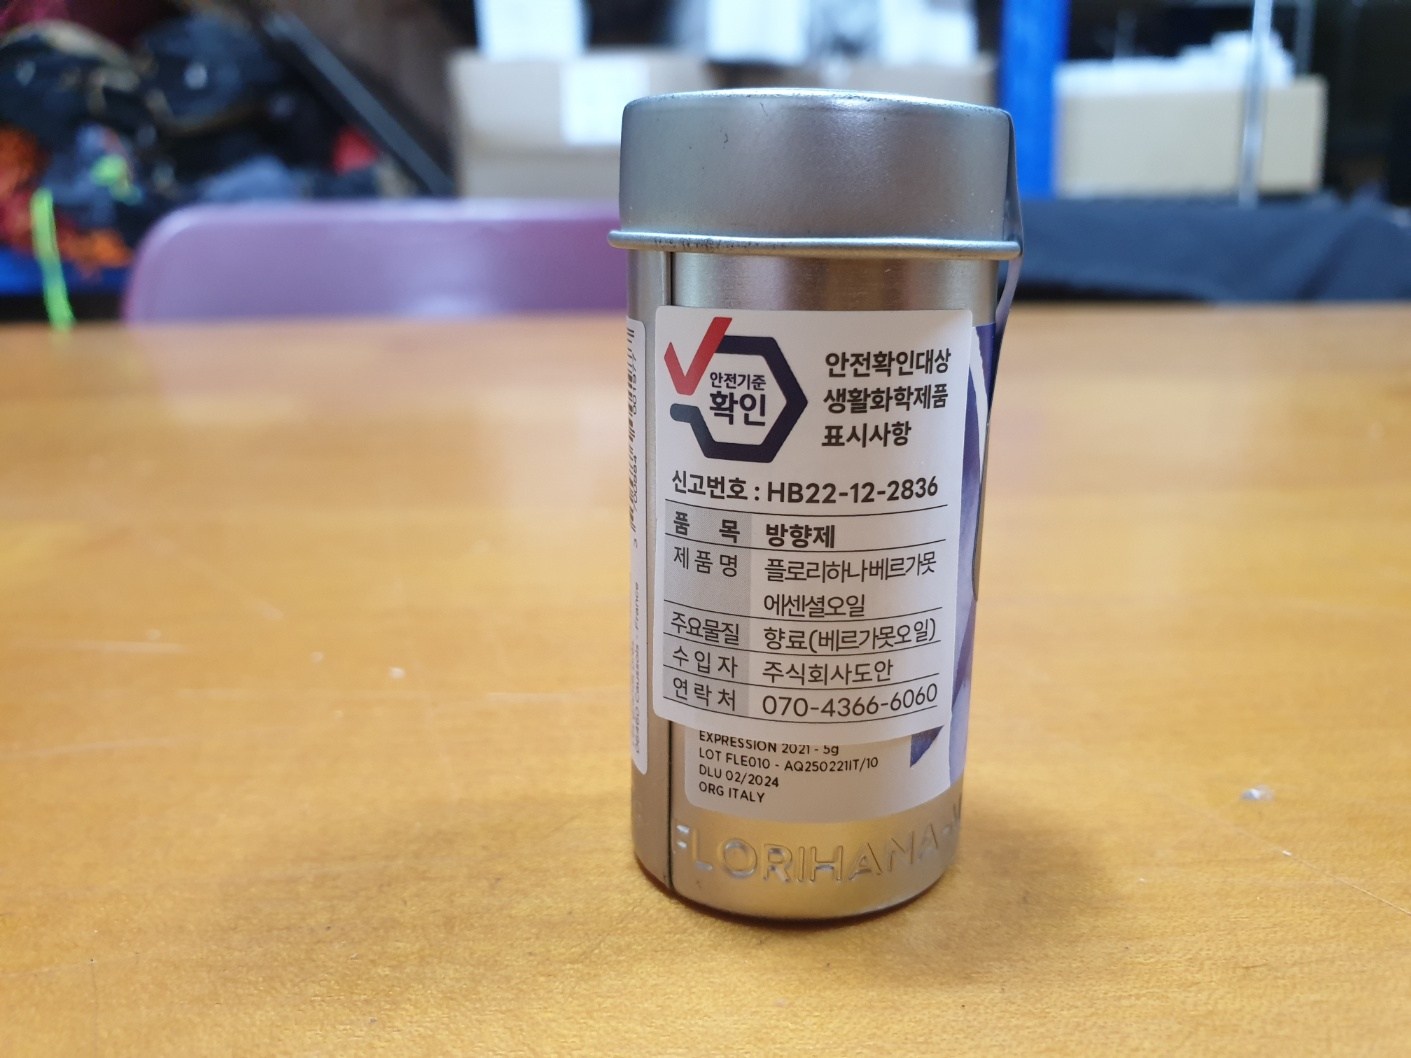 안전기준
확인
안전확인대상
생활화학제품
표시사항
신고번호 : HB22-12-2836
품 목 방향제
제품명 플로리하나베르가못
에센셜오일
주요물질 향료(베르가못오일)
수입자 주식회사도안
연락처 070-4366-6060
EXPRESSION 2021 - 5g
LOT FLE010 - AQ250221IT/10
DLU 02/2024
ORG ITALY
FLORIHANA
France